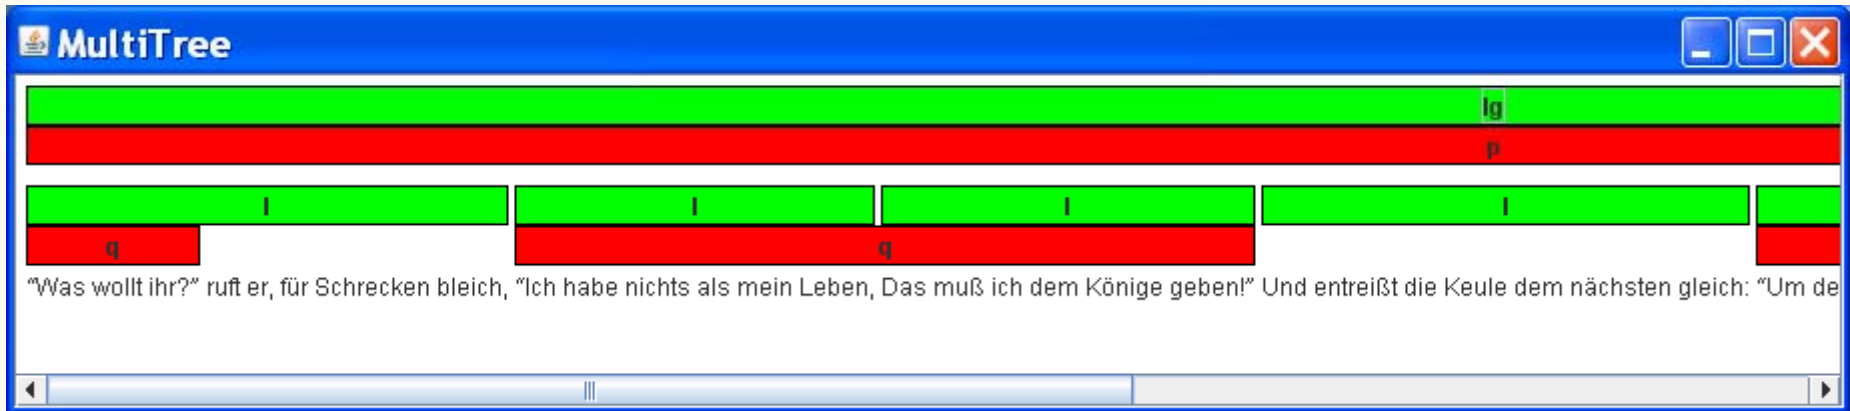 MultiTree
lg
p
l l l l
q q
“Was wollt ihr?” ruft er, für Schrecken bleich, “Ich habe nichts als mein Leben, Das muß ich dem Könige geben!” Und entreißt die Keule dem nächsten gleich: “Um de